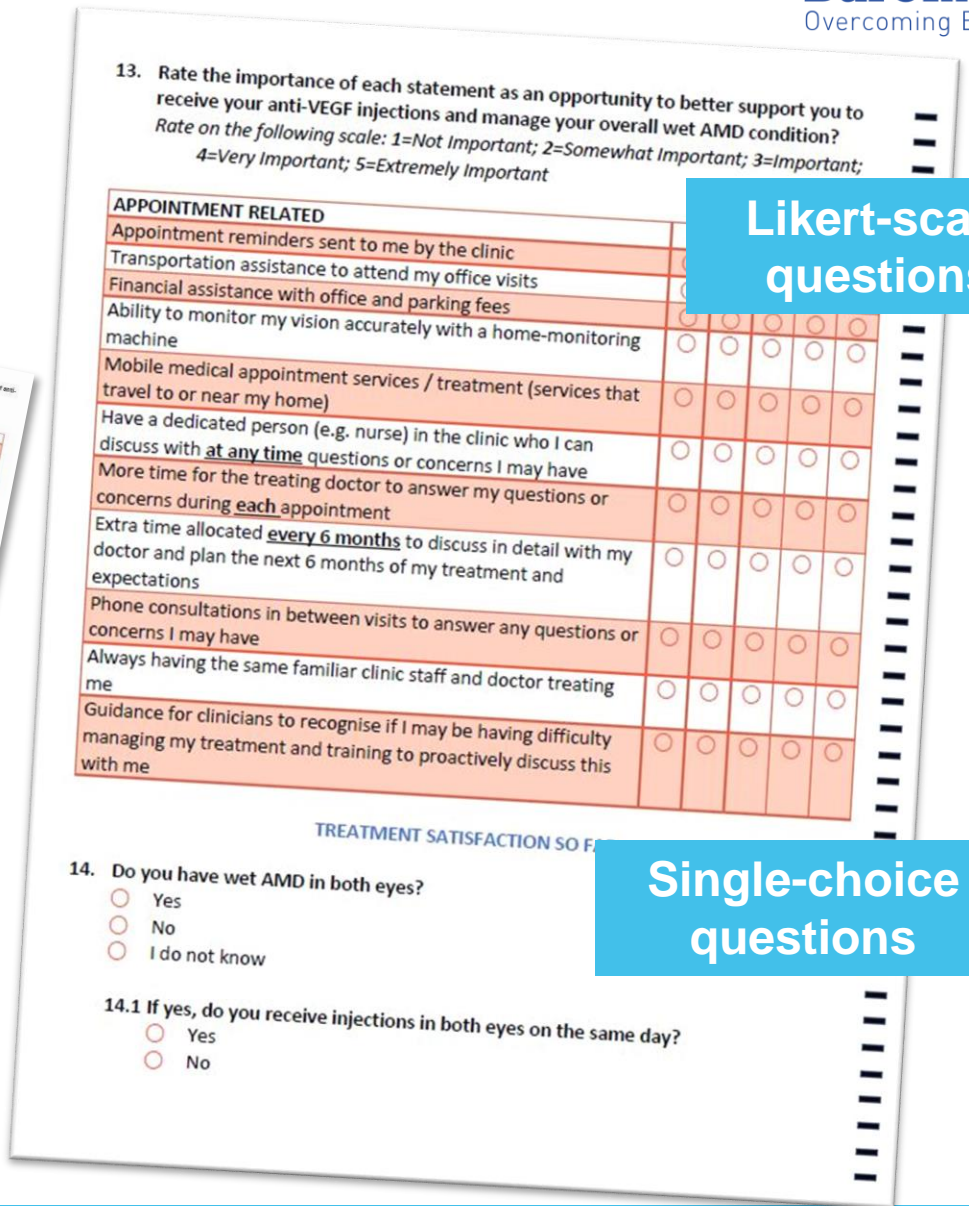 Overcoming
13. Rate the importance of each statement as an opportunity to better support you to
receive your anti-VEGF injections and manage your overall wet AMD condition?
Rate on the following scale: 1=Not Important; 2=Somewhat Important; 3=Important;
4=Very Important; 5=Extremely Important
Likert-sca
questions
APPOINTMENT RELATED
Appointment reminders sent to me by the clinic
Transportation assistance to attend my office visits
Financial assistance with office and parking fees
Ability to monitor my vision accurately with a home-monitoring
machine
Mobile medical appointment services / treatment (services that
travel to or near my home)
Have a dedicated person (e.g. nurse) in the clinic who I can
discuss with at any time questions or concerns I may have
More time for the treating doctor to answer my questions or
concerns during each appointment
Extra time allocated every 6 months to discuss in detail with my
doctor and plan the next 6 months of my treatment and
expectations
Phone consultations in between visits to answer any questions or
concerns I may have
Always having the same familiar clinic staff and doctor treating
me
Guidance for clinicians to recognise if I may be having difficulty
managing my treatment and training to proactively discuss this
with me
TREATMENT SATISFACTION SO
Single-choice
questions
14. Do you have wet AMD in both eyes?
Yes
No
I do not know
14.1 If yes, do you receive injections in both eyes on the same day?
Yes
No